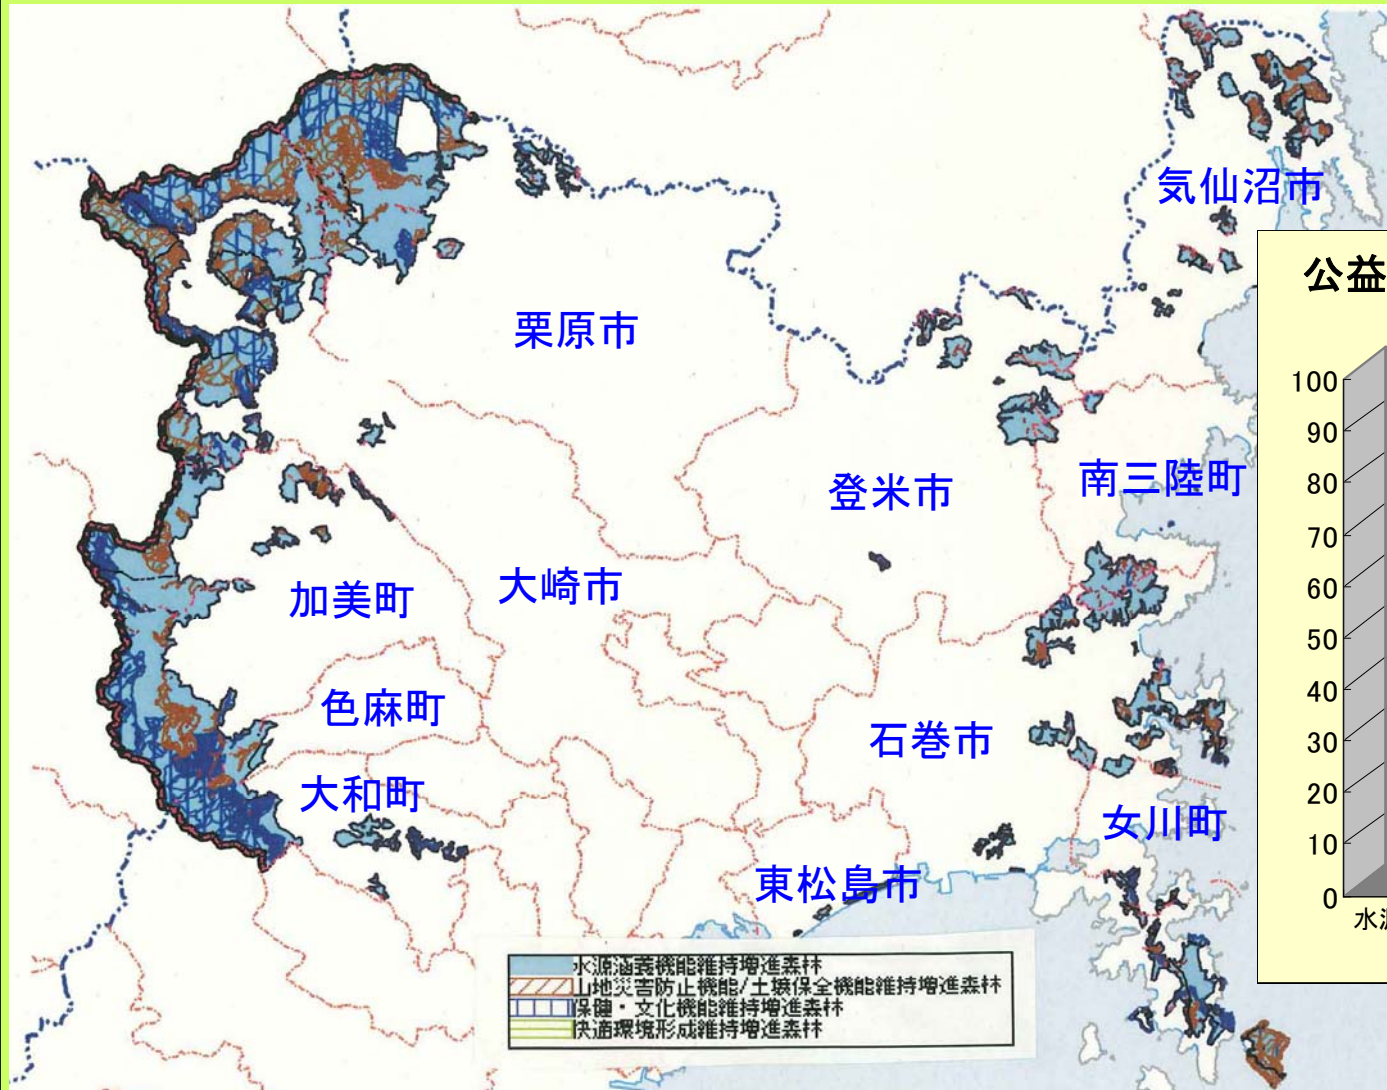 気仙沼市
公益
栗原市
100
90
80
70
60
50
40
30
20
10
0
水源
登米市
南三陸町
大崎市
加美町
色麻町
石巻市
大和町
女川町
東松島市
水源涵養機能維持増進森林
山地災害防止機能/土壌保全機能維持増進森林
保健・文化機能維持増進森林
快適環境形成維持増進森林